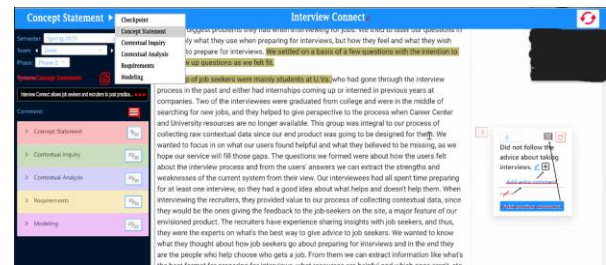 Concept Statement
Interview Connect
Checkpoint
Concept Statement
Contextual Inquiry
Contextual Analysis
Requirements
Modeling
Semester: Spring 2019
Team: 4
Phase: Phase 2
System Concept Statement:
Interview Connect allows job seekers and recruiters to post practice...
Comment:
> Concept Statement
> Contextual Inquiry
> Contextual Analysis
> Requirements
> Modeling
biggest problems they had when interviewing for jobs. We tried to
ly what they use when preparing for interviews, but how they feel and what they wish
to prepare for interviews. We settled on a basis of a few questions with the intention to
w up questions as we felt fit.
p of job seekers were mainly students at U.Va. who had gone through the interview
process in the past and either had internships coming up or interned in previous years at
companies. Two of the interviewees were graduated from college and were in the middle of
searching for new jobs, and they helped to give perspective to the process when Career Center
and University resources are no longer available. This group was integral to our process of
collecting raw contextual data since our end product was going to be designed for them. We
wanted to focus in on what our users found helpful and what they believed to be missing, as we
hope our service will fill those gaps. The questions we formed were about how the users felt
about the interview process and from the users' answers we can extract the strengths and
weaknesses of the current system from their view. Our interviewees had all spent time preparing
for at least one interview, so they had a good idea about what helps and doesn't help them. When
interviewing the recruiters, they provided value to our process of collecting contextual data, since
they would be the ones giving the feedback to the job-seekers on the site, a major feature of our
envisioned product. The recruiters have experience sharing insights with job seekers, and thus,
they were the experts on what's the best way to give advice to job seekers. We wanted to know
what they thought about how job seekers go about preparing for interviews and in the end they
are the people who help choose who gets a job. From them we can extract information like what's
Did not follow the
advice about taking
interviews.
Add extra comment